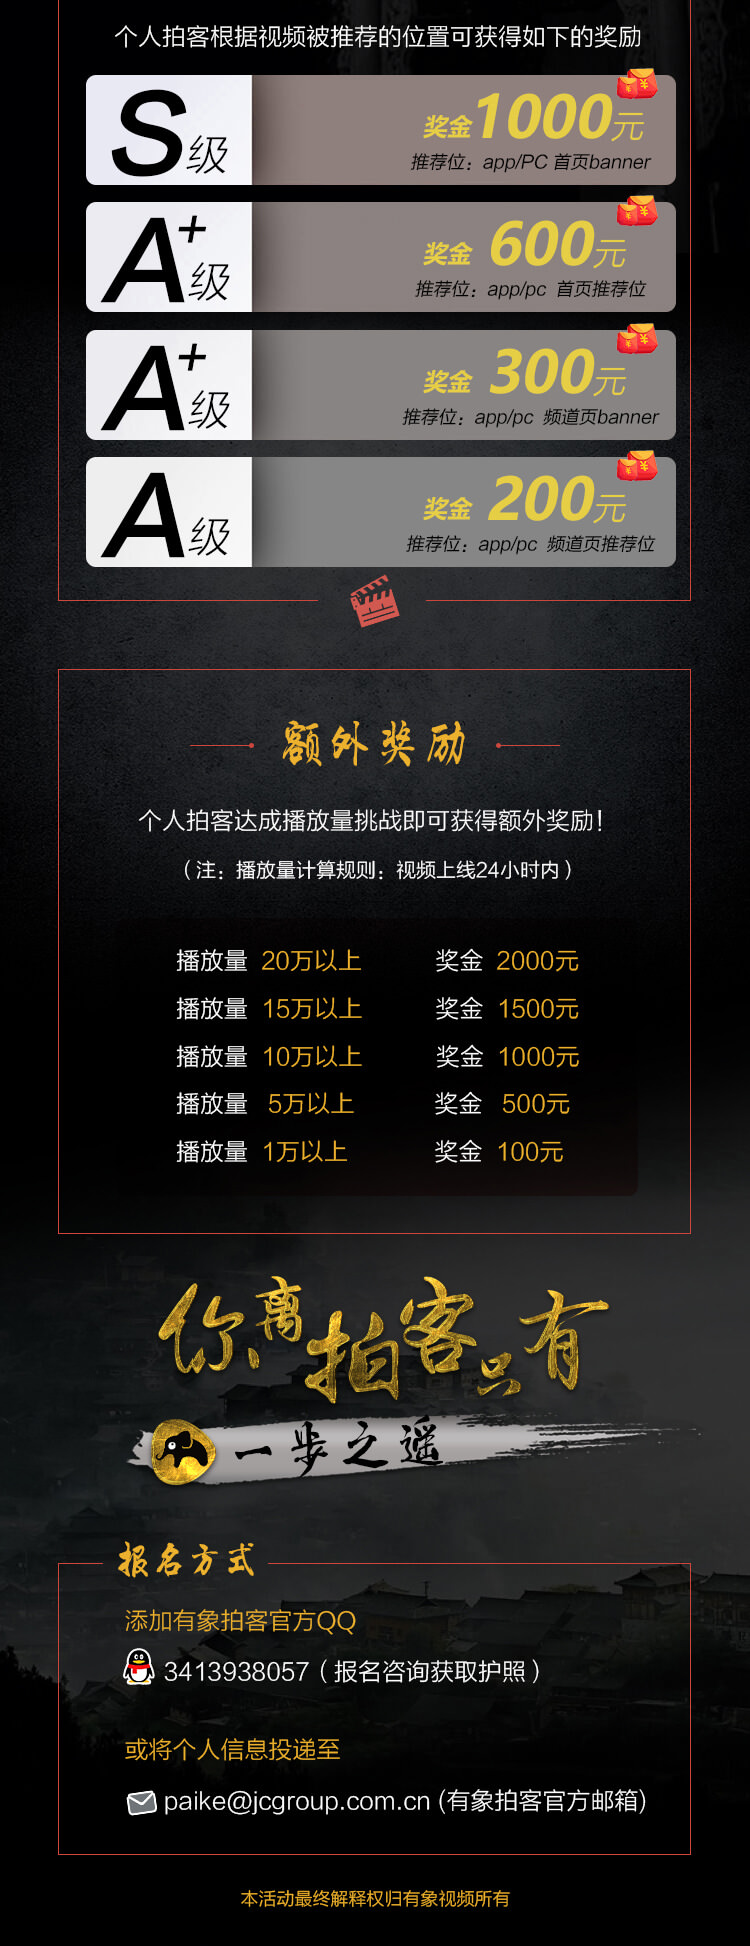 个人拍客根据视频被推荐的位置可获得如下的奖励
S级
奖金1000元
推荐位：app/PC 首页banner
A+级
奖金 600元
推荐位：app/pc 首页推荐位
A+级
奖金 300元
推荐位：app/pc 频道页banner
A级
奖金 200元
推荐位：app/pc 频道页推荐位
额外奖励
个人拍客达成播放量挑战即可获得额外奖励！
（注：播放量计算规则：视频上线24小时内）
播放量 20万以上 奖金 2000元
播放量 15万以上 奖金 1500元
播放量 10万以上 奖金 1000元
播放量 5万以上 奖金 500元
播放量 1万以上 奖金 100元
你离拍客只有
一步之遥
报名方式
添加有象拍客官方QQ
3413938057（报名咨询获取护照）
或将个人信息投递至
paike@jcgroup.com.cn (有象拍客官方邮箱)
本活动最终解释权归有象视频所有